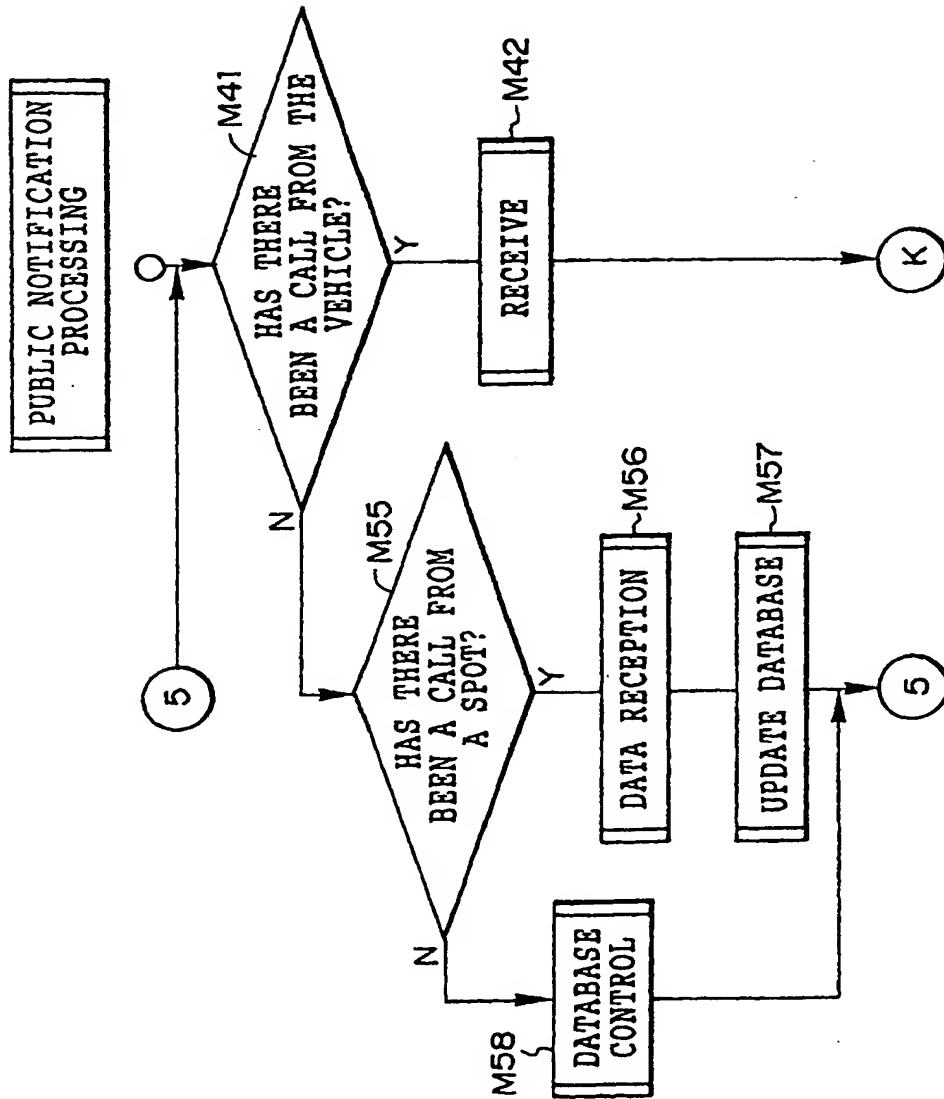 PUBLIC NOTIFICATION
PROCESSING
5
M41
HAS THERE
BEEN A CALL FROM THE
VEHICLE?
N
Y
M42
RECEIVE
K
M55
HAS THERE
BEEN A CALL FROM
A SPOT?
N
Y
M56
DATA RECEPTION
M57
UPDATE DATABASE
M58
DATABASE
CONTROL
5